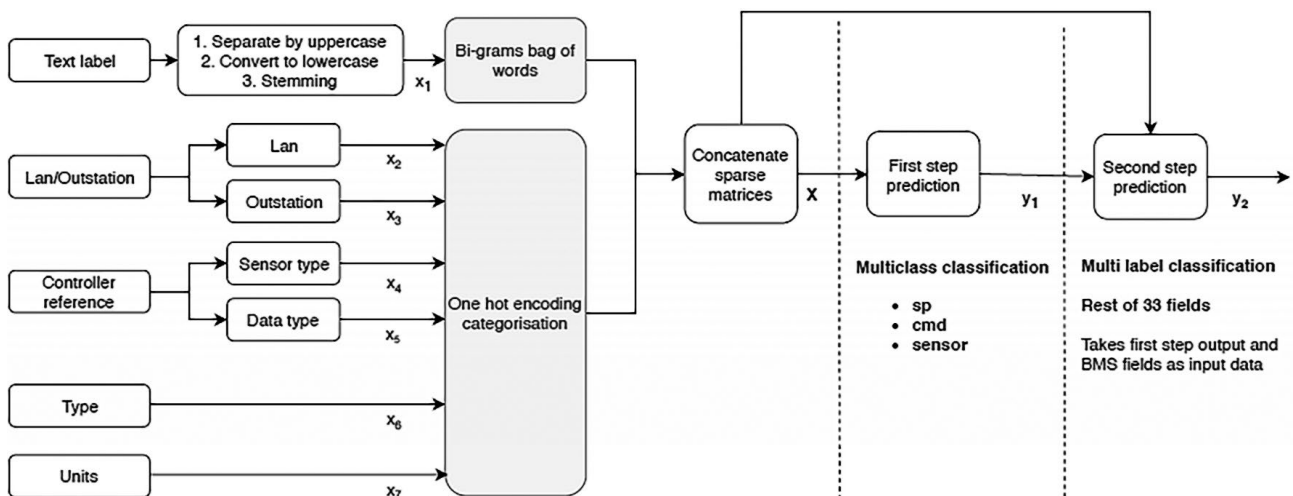 Text label
1. Separate by uppercase
2. Convert to lowercase
3. Stemming
x1
Bi-grams bag of
words
Lan/Outstation
Lan
x2
Outstation
x3
Controller
reference
Sensor type
x4
Data type
x5
Type
x6
Units
x7
One hot encoding
categorisation
Concatenate
sparse
matrices
X
First step
prediction
y1
Second step
prediction
y2
Multiclass classification
• sp
• cmd
• sensor
Multi label classification
Rest of 33 fields
Takes first step output and
BMS fields as input data